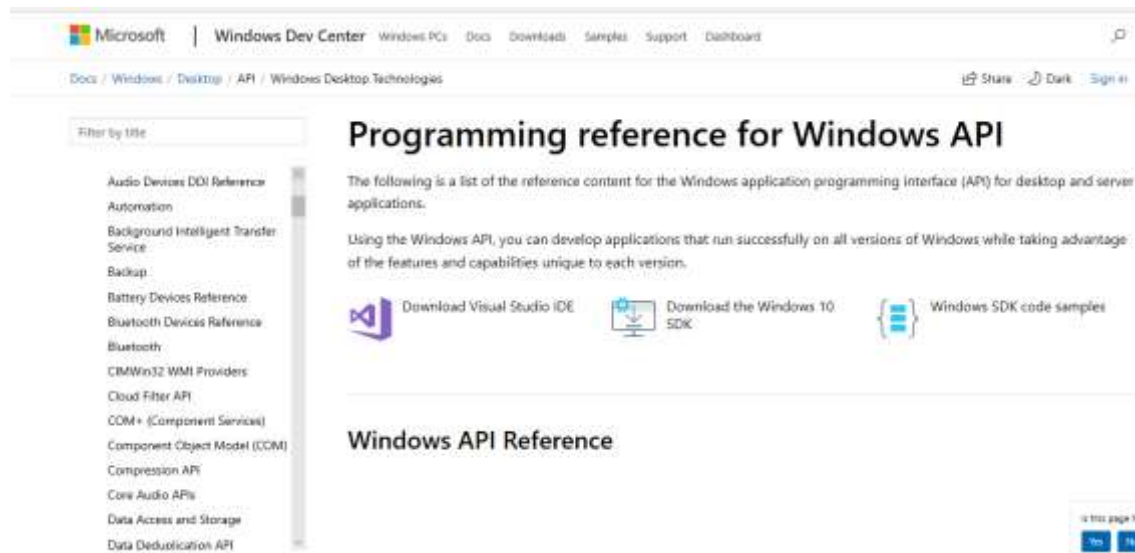 Microsoft | Windows Dev Center Windows PCs Docs Downloads Samples Support Dashboard
Docs / Windows / Desktop / API / Windows Desktop Technologies
Share Dark Sign in
Filter by title
Audio Devices DDI Reference
Automation
Background Intelligent Transfer
Service
Backup
Battery Devices Reference
Bluetooth Devices Reference
Bluetooth
CIMWin32 WMI Providers
Cloud Filter API
COM+ (Component Services)
Component Object Model (COM)
Compression API
Core Audio APIs
Data Access and Storage
Data Deduplication API
Programming reference for Windows API
The following is a list of the reference content for the Windows application programming interface (API) for desktop and server
applications.
Using the Windows API, you can develop applications that run successfully on all versions of Windows while taking advantage
of the features and capabilities unique to each version.
Download Visual Studio IDE
Download the Windows 10
SDK
Windows SDK code samples
Windows API Reference
Is this page
Yes